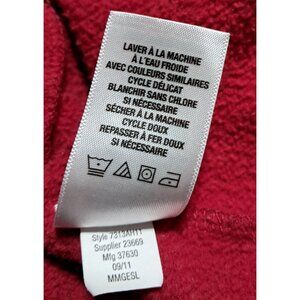 LAVER À LA MACHINE
À L'EAU FROIDE
AVEC COULEURS SIMILAIRES
CYCLE DÉLICAT
BLANCHIR SANS CHLORE
SI NÉCESSAIRE
SÉCHER À LA MACHINE
CYCLE DOUX
REPASSER À FER DOUX
SI NÉCESSAIRE
Style 7313AH11
Supplier 23669
Mfg 37630
09/11
MMGESL